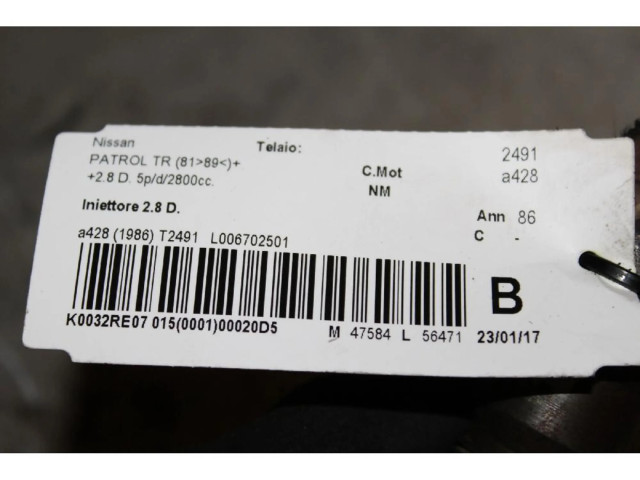 Nissan Telaio: 2491
PATROL TR (81>89<)+ C.Mot a428
+2.8 D. 5p/d/2800cc. NM
Iniettore 2.8 D. Ann 86
a428 (1986) T2491 L006702501 C -
B
K0032RE07 015(0001)00020D5 M 47584 L 56471 23/01/17